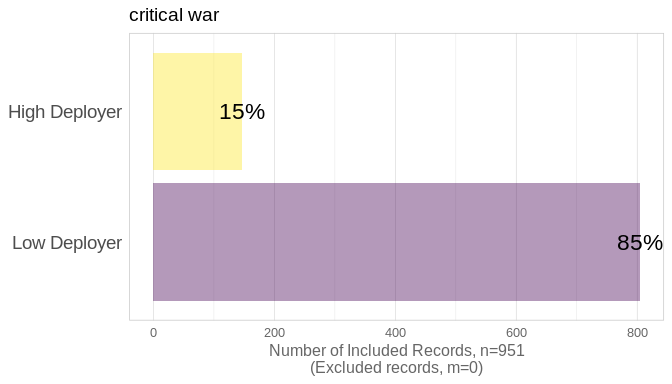 critical war
High Deployer
15%
Low Deployer
85%
0 200 400 600 800
Number of Included Records, n=951
(Excluded records, m=0)